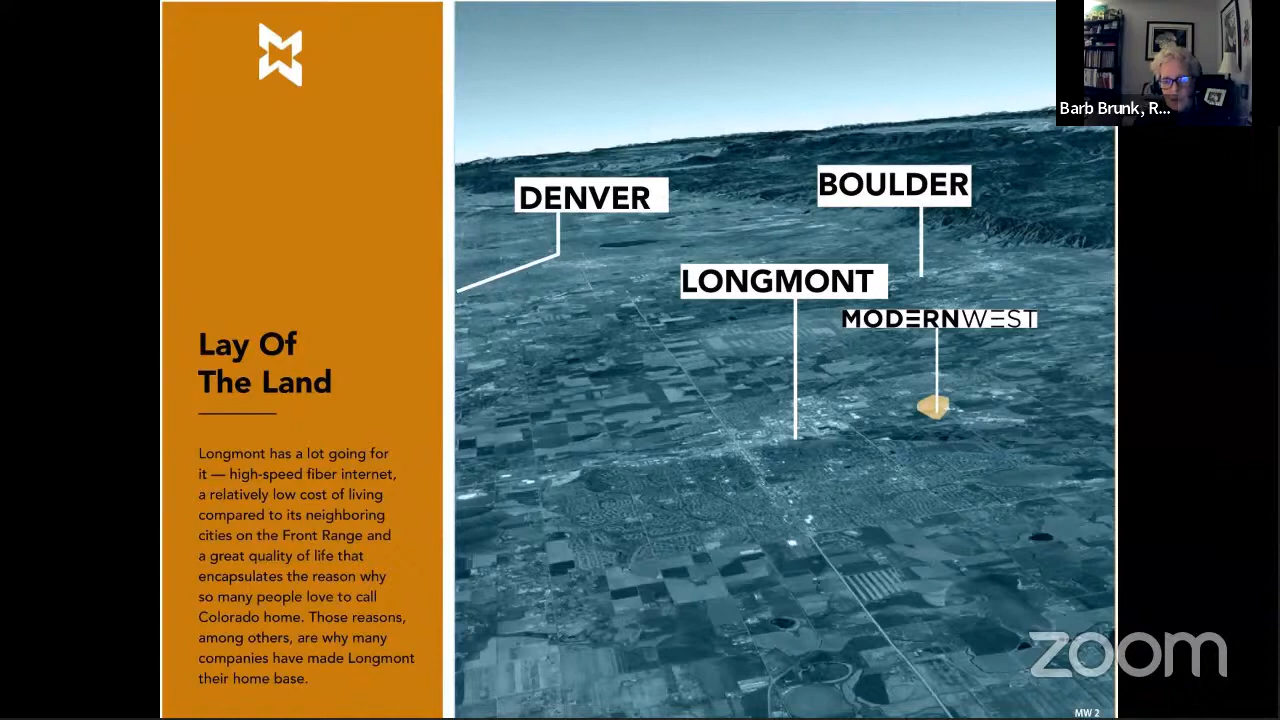 Barb Brunk, R...
DENVER
BOULDER
LONGMONT
MODERNWEST
Lay Of
The Land
Longmont has a lot going for
it — high-speed fiber internet,
a relatively low cost of living
compared to its neighboring
cities on the Front Range and
a great quality of life that
encapsulates the reason why
so many people love to call
Colorado home. Those reasons,
among others, are why many
companies have made Longmont
their home base.
zoom
MW 2